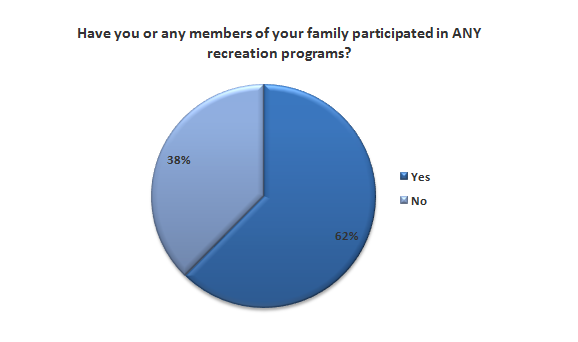 Have you or any members of your family participated in ANY
recreation programs?
38%
Yes
No
62%